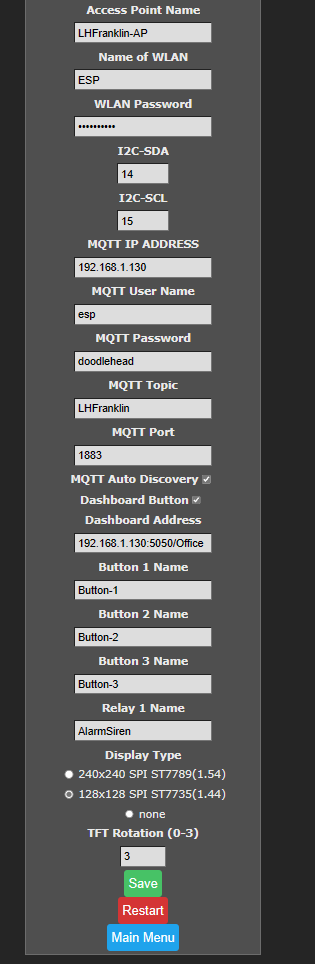 Access Point Name
LHFranklin-AP
Name of WLAN
ESP
WLAN Password
••••••••••
I2C-SDA
14
I2C-SCL
15
MQTT IP ADDRESS
192.168.1.130
MQTT User Name
esp
MQTT Password
doodlehead
MQTT Topic
LHFranklin
MQTT Port
1883
MQTT Auto Discovery
Dashboard Button
Dashboard Address
192.168.1.130:5050/Office
Button 1 Name
Button-1
Button 2 Name
Button-2
Button 3 Name
Button-3
Relay 1 Name
AlarmSiren
Display Type
240x240 SPI ST7789(1.54)
128x128 SPI ST7735(1.44)
none
TFT Rotation (0-3)
3
Save
Restart
Main Menu